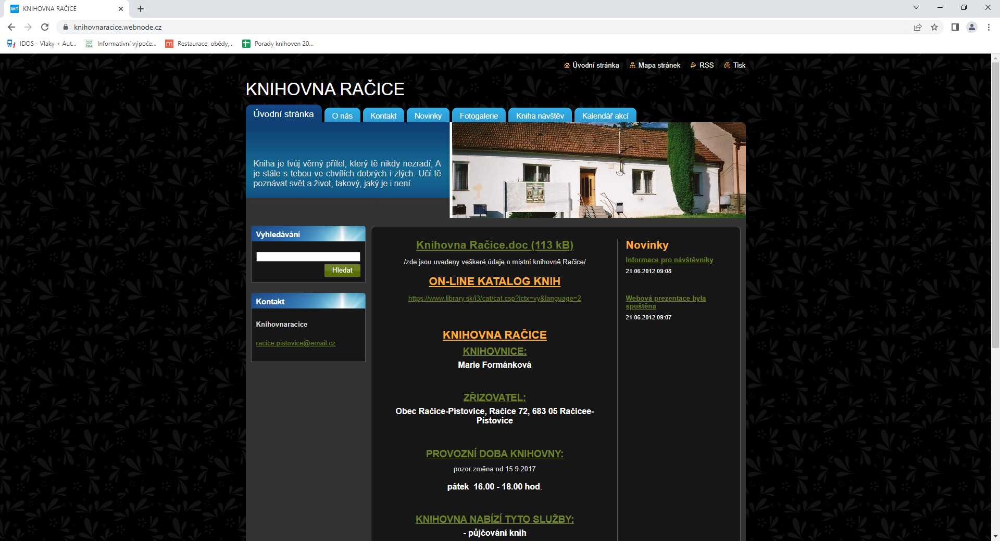 KNIHOVNA RAČICE
knihovnaracice.webnode.cz
IDOS - Vlaky + Aut...
Informativní výpoče...
Restaurace, obědy,...
Porady knihoven 20...
Úvodní stránka
Mapa stránek
RSS
Tisk
KNIHOVNA RAČICE
Úvodní stránka
O nás
Kontakt
Novinky
Fotogalerie
Kniha návštěv
Kalendář akcí
Kniha je tvůj věrný přítel, který tě nikdy nezradí, A
je stále s tebou ve chvílích dobrých i zlých. Učí tě
poznávat svět a život, takový, jaký je i není.
Vyhledávání
Hledat
Kontakt
Knihovnaracice
racice.pistovice@email.cz
Knihovna Račice.doc (113 kB)
/zde jsou uvedeny veškeré údaje o místní knihovně Račice/
ON-LINE KATALOG KNIH
https://www.library.sk/i3/cat/cat.csp?ictx=vy&language=2
KNIHOVNA RAČICE
KNIHOVNICE:
Marie Formánková
ZŘIZOVATEL:
Obec Račice-Pístovice, Račice 72, 683 05 Račicee-
Pístovice
PROVOZNÍ DOBA KNIHOVNY:
pozor změna od 15.9.2017
pátek  16.00 - 18.00 hod.
KNIHOVNA NABÍZÍ TYTO SLUŽBY:
- půjčování knih
Novinky
Informace pro návštěvníky
21.06.2012 09:08
Webová prezentace byla
spuštěna
21.06.2012 09:07